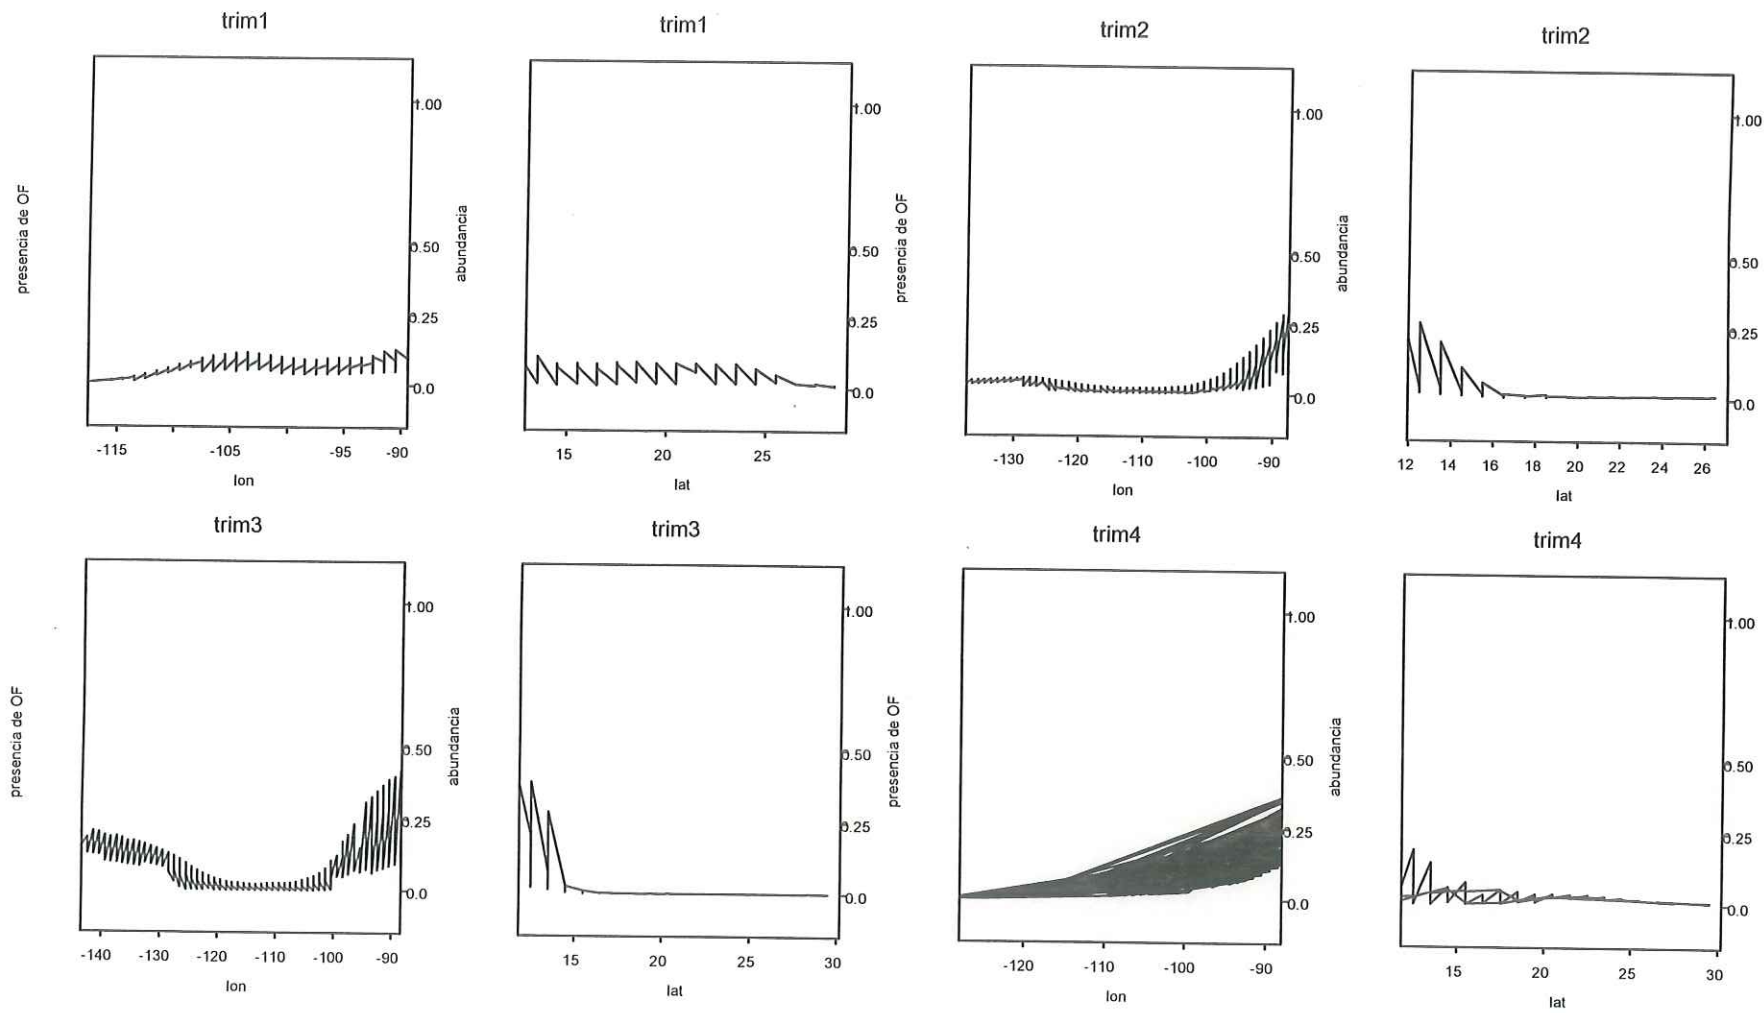 trim1
presencia de OF
1.00
0.50
0.25
0.0
-115
-105
-95
-90
lon
trim1
abundancia
1.00
0.50
0.25
0.0
15
20
25
lat
trim2
presencia de OF
1.00
0.50
0.25
0.0
-130
-120
-110
-100
-90
lon
trim2
abundancia
1.00
0.50
0.25
0.0
12
14
16
18
20
22
24
26
lat
trim3
presencia de OF
1.00
0.50
0.25
0.0
-140
-130
-120
-110
-100
-90
lon
trim3
abundancia
1.00
0.50
0.25
0.0
15
20
25
30
lat
trim4
presencia de OF
1.00
0.50
0.25
0.0
-120
-110
-100
-90
lon
trim4
abundancia
1.00
0.50
0.25
0.0
15
20
25
30
lat